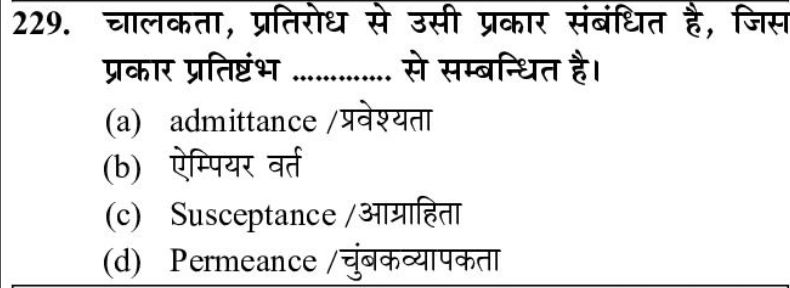 229. चालकता, प्रतिरोध से उसी प्रकार संबंधित है, जिस
प्रकार प्रतिष्टंभ ............. से सम्बन्धित है।
(a) admittance /प्रवेश्यता
(b) ऐम्पियर वर्त
(c) Susceptance /आग्राहिता
(d) Permeance /चुंबकव्यापकता